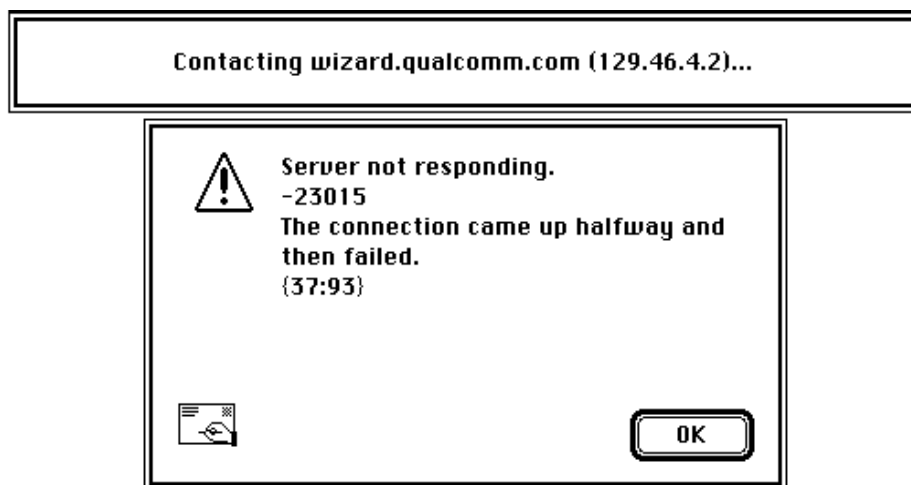 Contacting wizard.qualcomm.com (129.46.4.2)...
Server not responding.
-23015
The connection came up halfway and
then failed.
{37:93}
OK